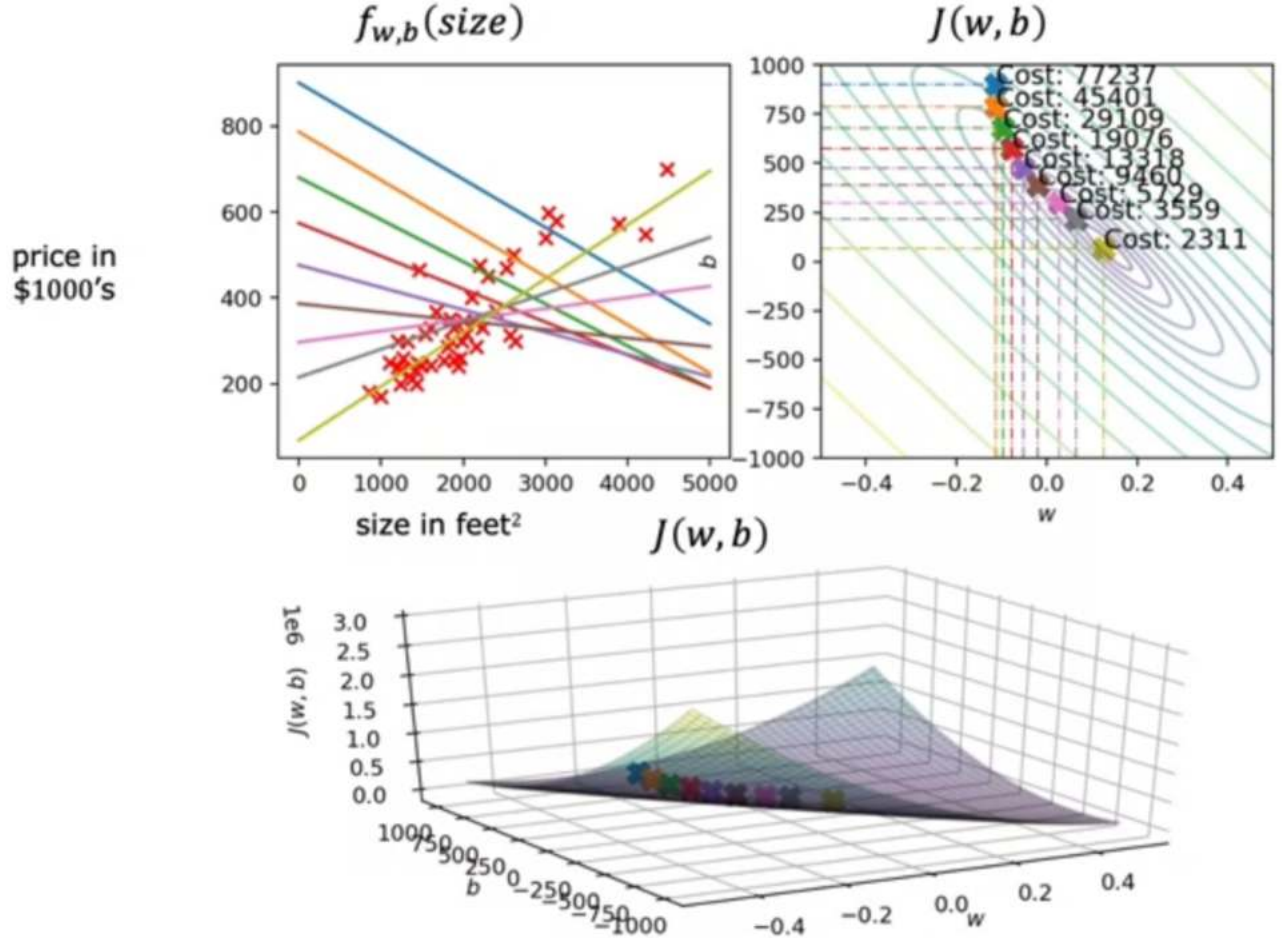 f_{w,b}(size)
J(w, b)
price in
$1000's
800
600
400
200
0
1000
2000
3000
4000
5000
size in feet²
1000
750
500
250
0
−250
−500
−750
−1000
b
Cost: 77237
Cost: 45401
Cost: 29109
Cost: 19076
Cost: 13318
Cost: 9460
Cost: 5729
Cost: 3559
Cost: 2311
−0.4
−0.2
0.0
0.2
0.4
w
J(w, b)
1e6
J(w, b)
3.0
2.5
2.0
1.5
1.0
0.5
0.0
1000
750
500
250
0
−250
−500
−750
−1000
b
−0.4
−0.2
0.0
0.2
0.4
w